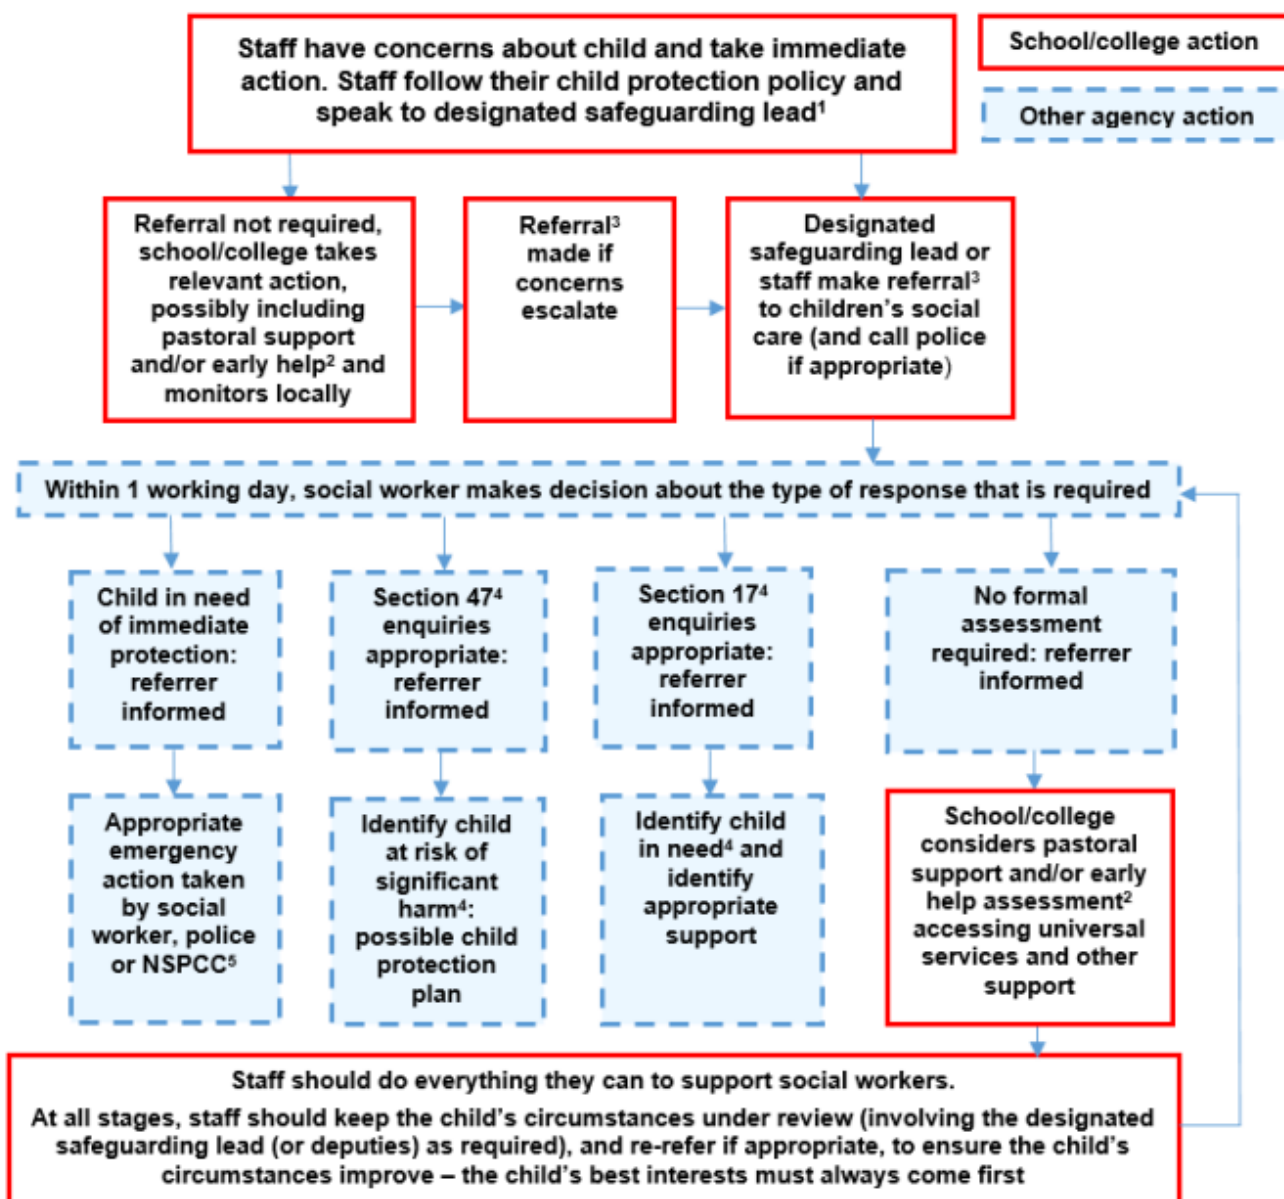 Staff have concerns about child and take immediate
action. Staff follow their child protection policy and
speak to designated safeguarding lead¹
School/college action
Other agency action
Referral not required,
school/college takes
relevant action,
possibly including
pastoral support
and/or early help² and
monitors locally
Referral³
made if
concerns
escalate
Designated
safeguarding lead or
staff make referral³
to children’s social
care (and call police
if appropriate)
Within 1 working day, social worker makes decision about the type of response that is required
Child in need
of immediate
protection:
referrer
informed
Section 47⁴
enquiries
appropriate:
referrer
informed
Section 17⁴
enquiries
appropriate:
referrer
informed
No formal
assessment
required: referrer
informed
Appropriate
emergency
action taken
by social
worker, police
or NSPCC⁵
Identify child
at risk of
significant
harm⁴:
possible child
protection
plan
Identify child
in need⁴ and
identify
appropriate
support
School/college
considers pastoral
support and/or early
help assessment²
accessing universal
services and other
support
Staff should do everything they can to support social workers.
At all stages, staff should keep the child’s circumstances under review (involving the designated
safeguarding lead (or deputies) as required), and re-refer if appropriate, to ensure the child’s
circumstances improve – the child’s best interests must always come first